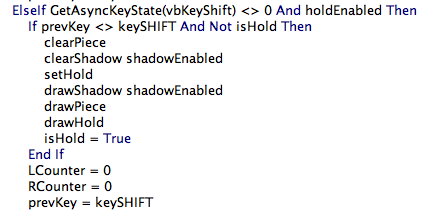 ElseIf GetAsyncKeyState(vbKeyShift) <> 0 And holdEnabled Then
If prevKey <> keySHIFT And Not isHold Then
clearPiece
clearShadow shadowEnabled
setHold
drawShadow shadowEnabled
drawPiece
drawHold
isHold = True
End If
LCounter = 0
RCounter = 0
prevKey = keySHIFT